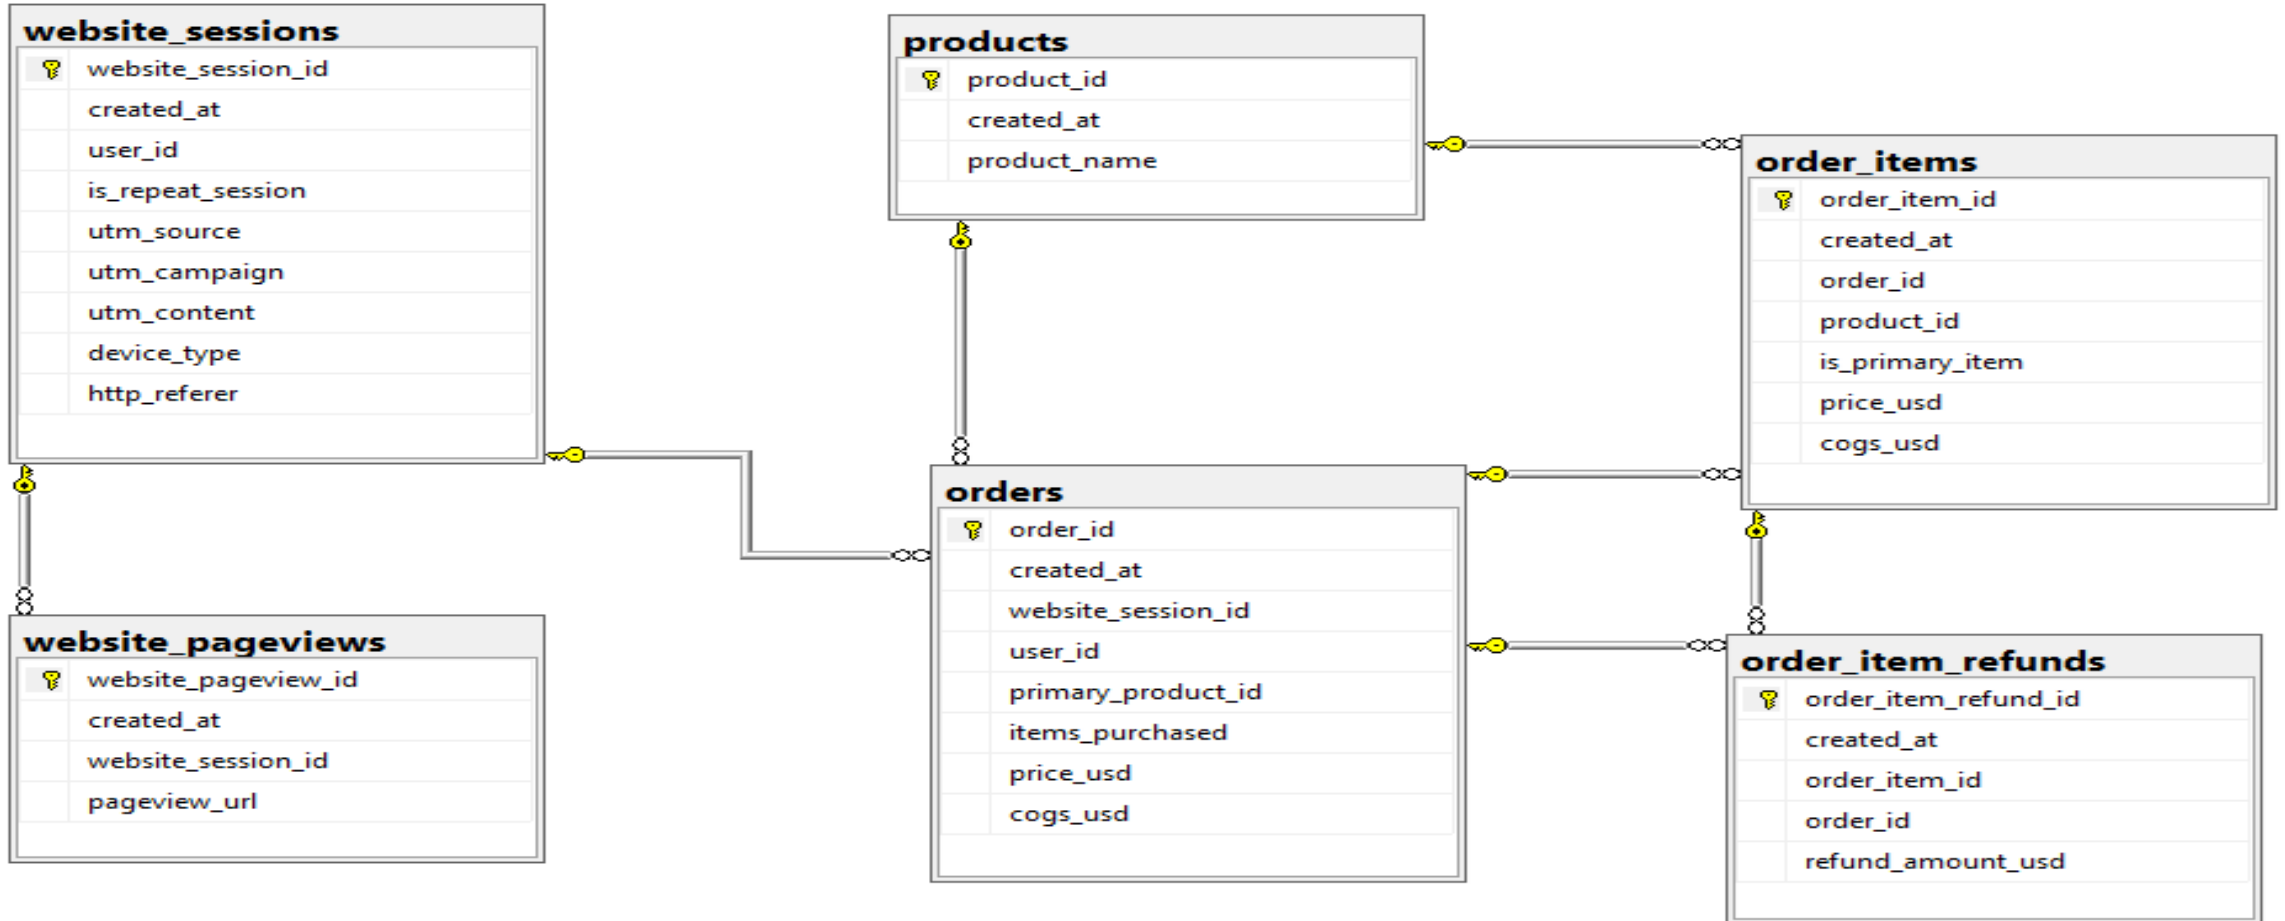 website_sessions
website_session_id
created_at
user_id
is_repeat_session
utm_source
utm_campaign
utm_content
device_type
http_referer
products
product_id
created_at
product_name
order_items
order_item_id
created_at
order_id
product_id
is_primary_item
price_usd
cogs_usd
website_pageviews
website_pageview_id
created_at
website_session_id
pageview_url
orders
order_id
created_at
website_session_id
user_id
primary_product_id
items_purchased
price_usd
cogs_usd
order_item_refunds
order_item_refund_id
created_at
order_item_id
order_id
refund_amount_usd